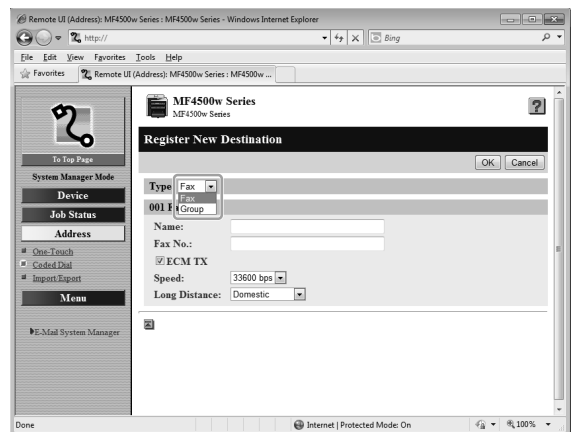 Remote UI (Address): MF4500w Series : MF4500w Series - Windows Internet Explorer
http://
Bing
File Edit View Favorites Tools Help
Favorites
Remote UI (Address): MF4500w Series : MF4500w ...
MF4500w Series
MF4500w Series
?
Register New Destination
OK Cancel
To Top Page
System Manager Mode
Device
Job Status
Address
One-Touch
Coded Dial
Import/Export
Menu
E-Mail System Manager
Type Fax
Fax
Group
001
Name:
Fax No.:
ECM TX
Speed: 33600 bps
Long Distance: Domestic
Done
Internet | Protected Mode: On
100%